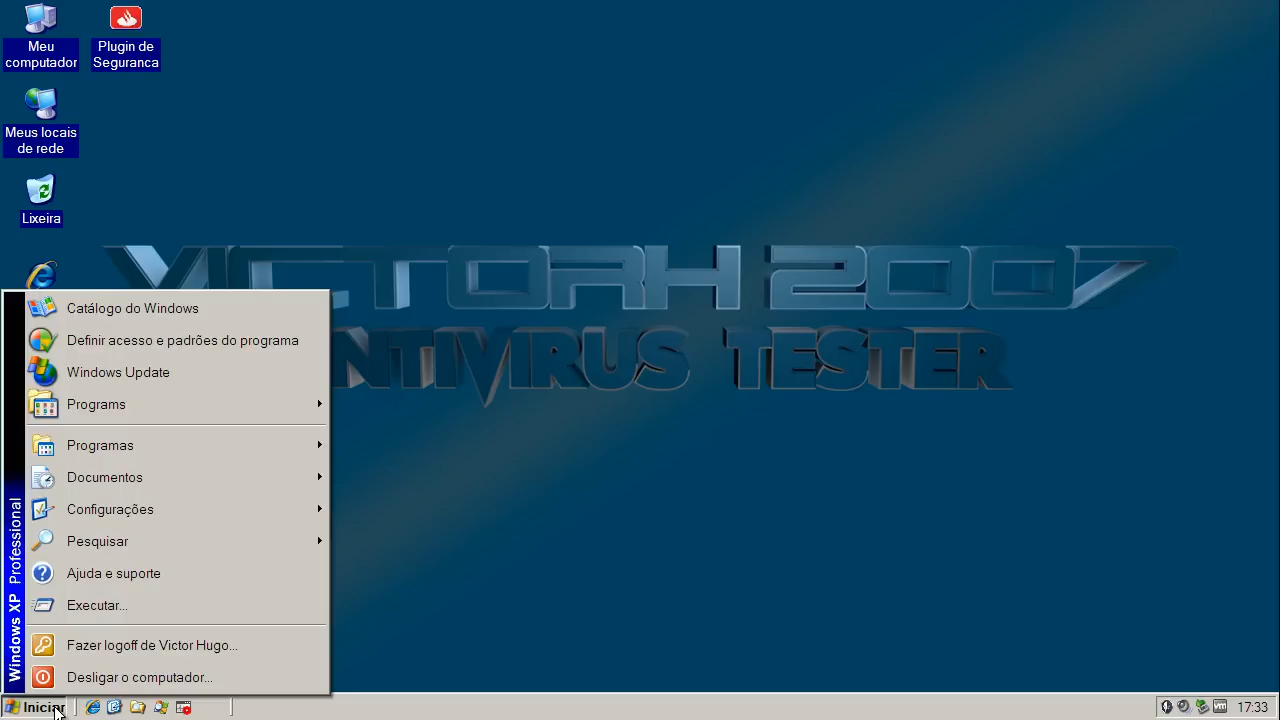 Meu
computador
Plugin de
Seguranca
Meus locais
de rede
Lixeira
VICTORH 2007
ANTIVIRUS TESTER
Catálogo do Windows
Definir acesso e padrões do programa
Windows Update
Programs
Programas
Documentos
Configurações
Pesquisar
Ajuda e suporte
Executar...
Fazer logoff de Victor Hugo...
Desligar o computador...
Windows XP Professional
Iniciar
17:33